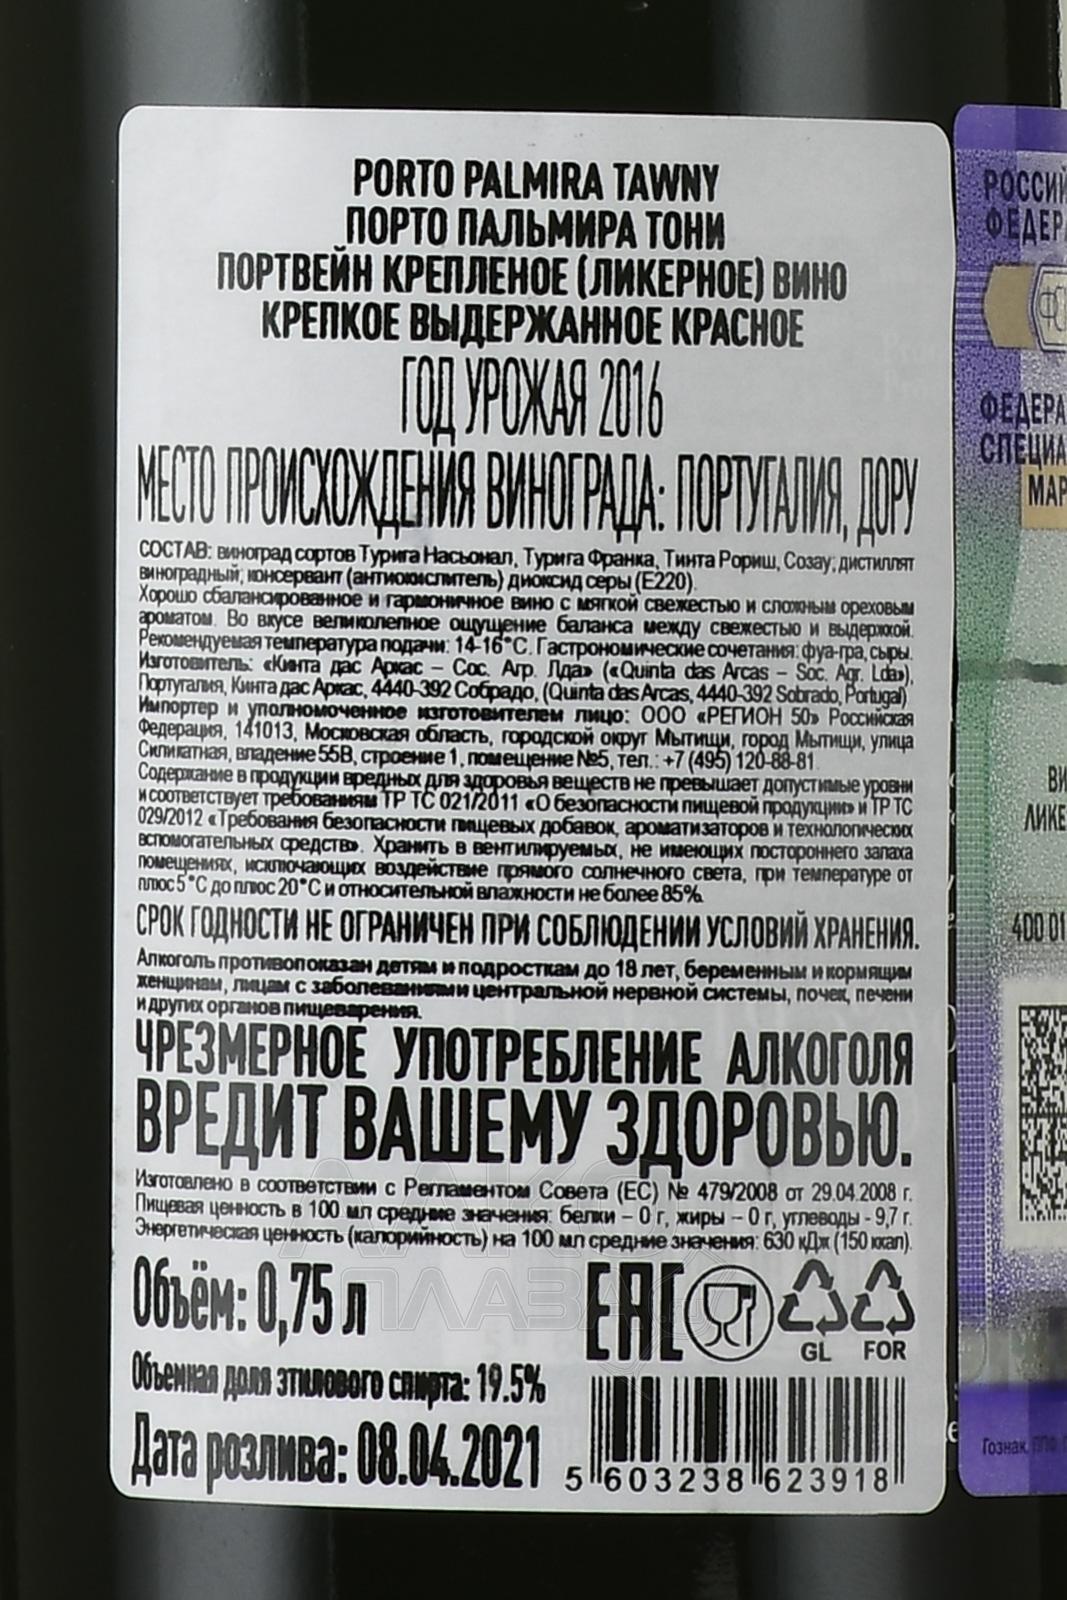 PORTO PALMIRA TAWNY
ПОРТО ПАЛЬМИРА ТОНИ
ПОРТВЕЙН КРЕПЛЕНОЕ (ЛИКЕРНОЕ) ВИНО
КРЕПКОЕ ВЫДЕРЖАННОЕ КРАСНОЕ
ГОД УРОЖАЯ 2016
МЕСТО ПРОИСХОЖДЕНИЯ ВИНОГРАДА: ПОРТУГАЛИЯ, ДОРУ
СОСТАВ: виноград сортов Турига Насьонал, Турига Франка, Тинта Рориш, Созау; дистиллят
виноградный; консервант (антиокислитель) диоксид серы (Е220).
Хорошо сбалансированное и гармоничное вино с мягкой свежестью и сложным ореховым
ароматом. Во вкусе великолепное ощущение баланса между свежестью и выдержкой.
Рекомендуемая температура подачи: 14-16°С. Гастрономические сочетания: фуа-гра, сыры.
Изготовитель: «Кинта дас Аркас – Сос. Агр. Лда» («Quinta das Arcas – Soc. Agr. Lda»),
Португалия, Кинта дас Аркас, 4440-392 Собрадо, (Quinta das Arcas, 4440-392 Sobrado, Portugal)
Импортер и уполномоченное изготовителем лицо: ООО «РЕГИОН 50» Российская
Федерация, 141013, Московская область, городской округ Мытищи, город Мытищи, улица
Силикатная, владение 55В, строение 1, помещение №5, тел.: +7 (495) 120-88-81.
Содержание в продукции вредных для здоровья веществ не превышает допустимые уровни
и соответствует требованиям ТР ТС 021/2011 «О безопасности пищевой продукции» и ТР ТС
029/2012 «Требования безопасности пищевых добавок, ароматизаторов и технологических
вспомогательных средств». Хранить в вентилируемых, не имеющих постороннего запаха
помещениях, исключающих воздействие прямого солнечного света, при температуре от
плюс 5°С до плюс 20°С и относительной влажности не более 85%.
СРОК ГОДНОСТИ НЕ ОГРАНИЧЕН ПРИ СОБЛЮДЕНИИ УСЛОВИЙ ХРАНЕНИЯ.
Алкоголь противопоказан детям и подросткам до 18 лет, беременным и кормящим
женщинам, лицам с заболеваниями центральной нервной системы, почек, печени
и других органов пищеварения.
ЧРЕЗМЕРНОЕ УПОТРЕБЛЕНИЕ АЛКОГОЛЯ
ВРЕДИТ ВАШЕМУ ЗДОРОВЬЮ.
Изготовлено в соответствии с Регламентом Совета (ЕС) № 479/2008 от 29.04.2008 г.
Пищевая ценность в 100 мл средние значения: белки – 0 г, жиры – 0 г, углеводы - 9,7 г.
Энергетическая ценность (калорийность) на 100 мл средние значения: 630 кДж (150 ккал).
Объём: 0,75 л
ЕАС
GL FOR
Объемная доля этилового спирта: 19.5%
Дата розлива: 08.04.2021
5 603238 623918
РОССИЙ
ФЕДЕР
ФЕДЕРА
СПЕЦИА
МАР
ВИ
ЛИКЕ
400 01
Гознак,